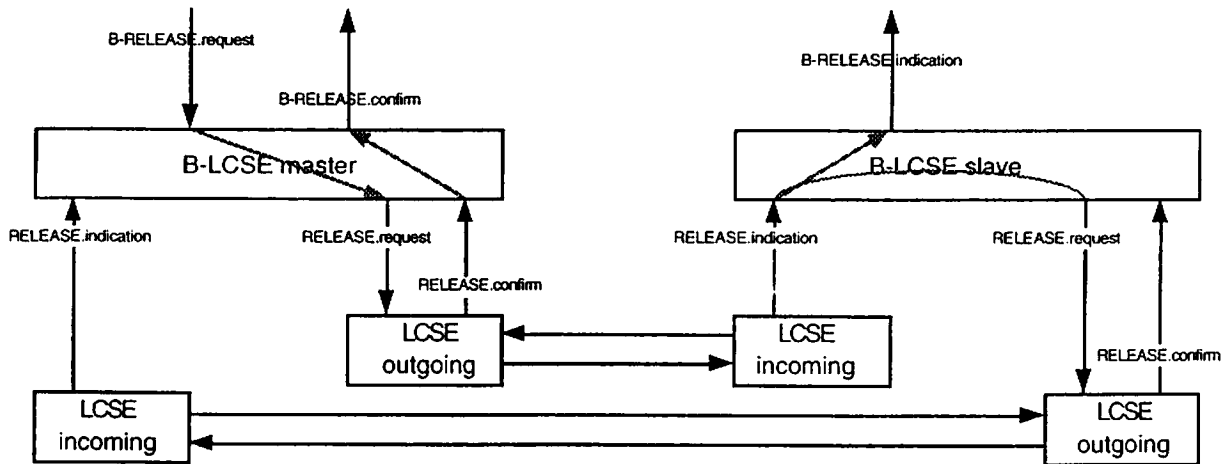 B-RELEASE.request
B-RELEASE.indication
B-RELEASE.confirm
B-LCSE master
B-LCSE slave
RELEASE.indication
RELEASE.request
RELEASE.indication
RELEASE.request
RELEASE.confirm
LCSE
outgoing
LCSE
incoming
RELEASE.confirm
LCSE
incoming
LCSE
outgoing